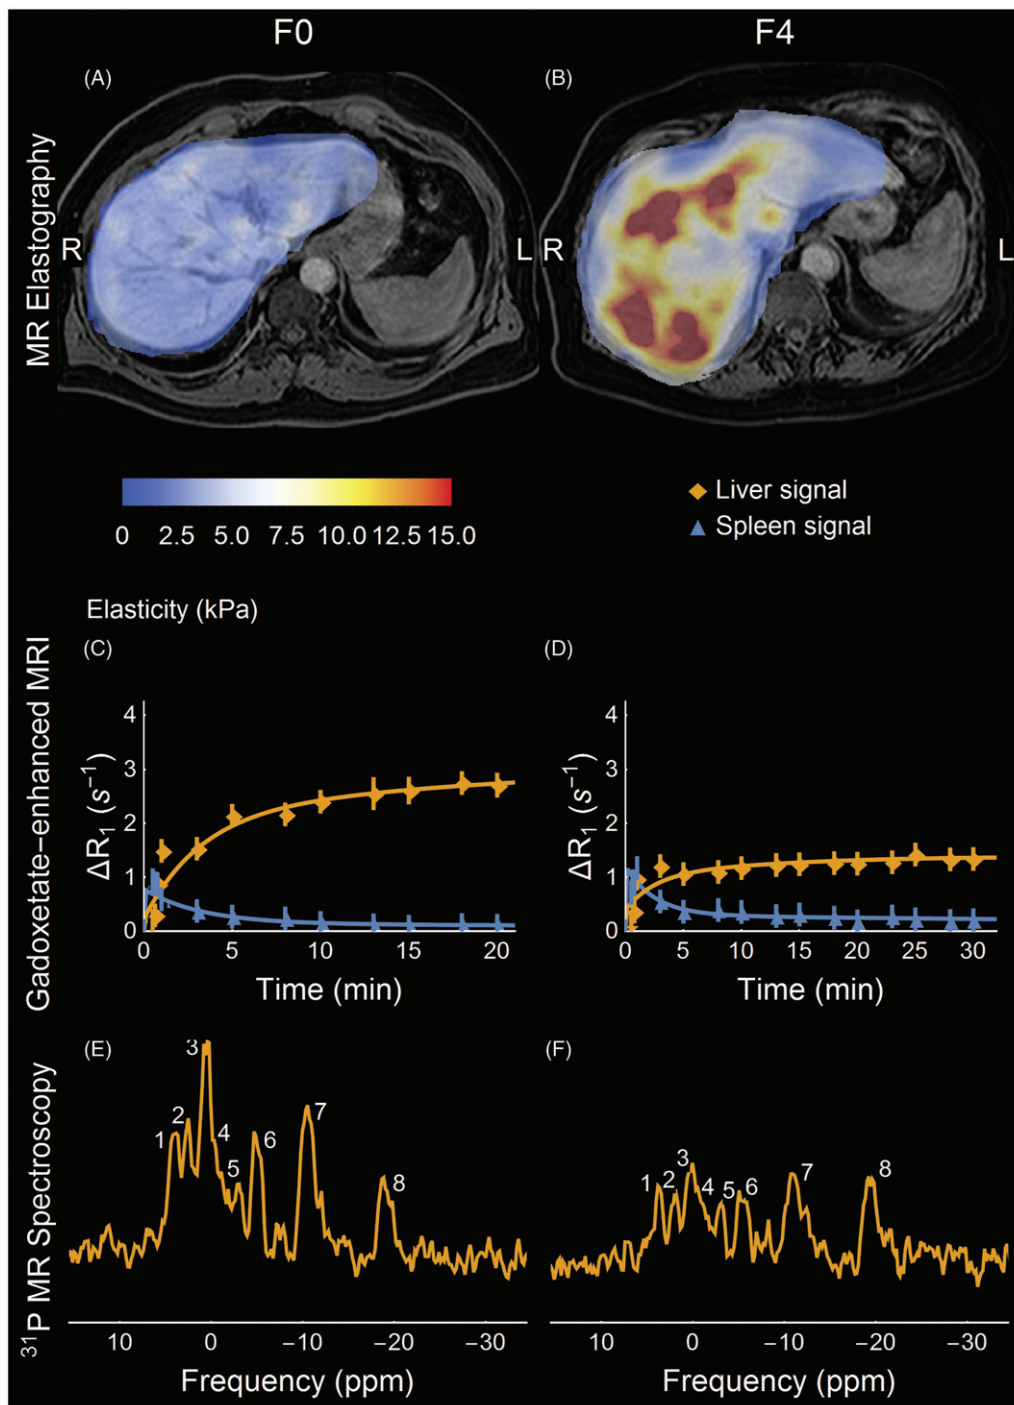 F0
F4
MR Elastography
(A)
(B)
R
L
R
L
0 2.5 5.0 7.5 10.0 12.5 15.0
Elasticity (kPa)
Liver signal
Spleen signal
Gadoxetate−enhanced MRI
(C)
ΔR₁ (s⁻¹)
4
3
2
1
0
0 5 10 15 20
Time (min)
(D)
ΔR₁ (s⁻¹)
4
3
2
1
0
0 5 10 15 20 25 30
Time (min)
³¹P MR Spectroscopy
(E)
1 2 3 4 5 6 7 8
10 0 −10 −20 −30
Frequency (ppm)
(F)
1 2 3 4 5 6 7 8
10 0 −10 −20 −30
Frequency (ppm)